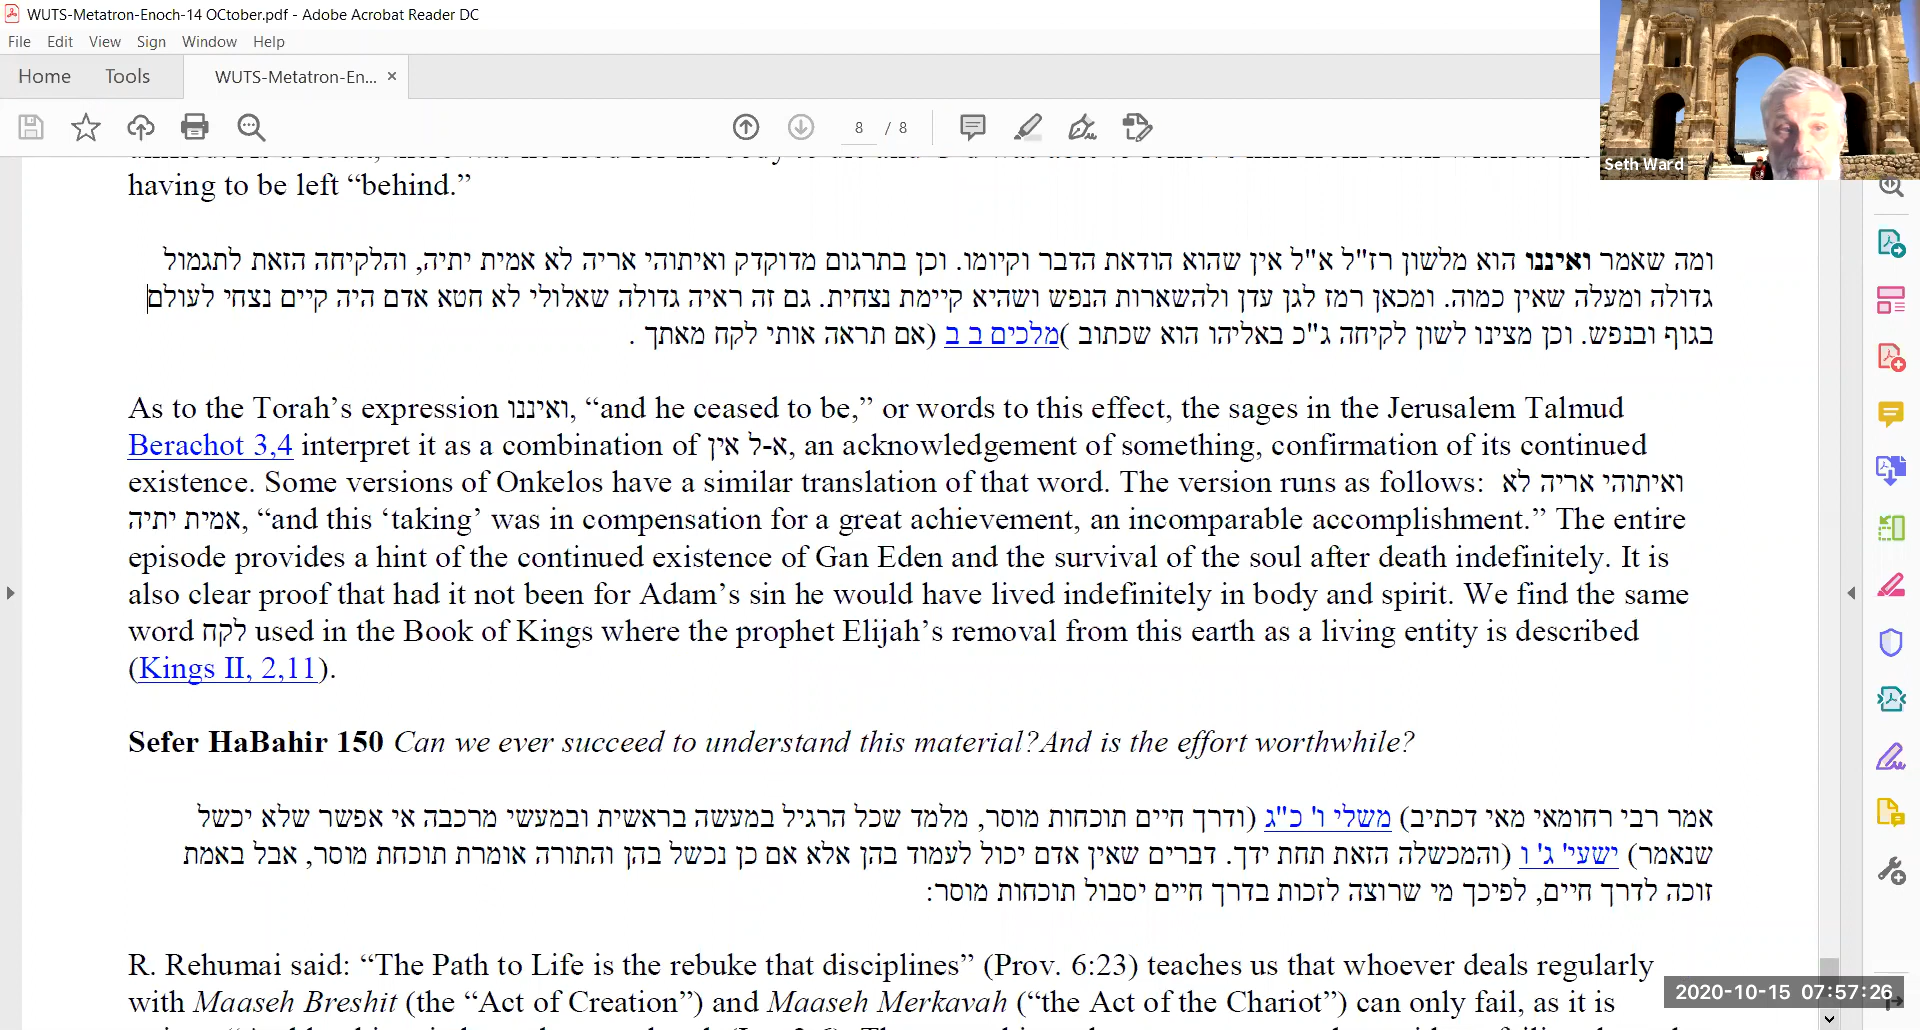 WUTS-Metatron-Enoch-14 OCtober.pdf - Adobe Acrobat Reader DC
File Edit View Sign Window Help
Home Tools WUTS-Metatron-En... ×
8 / 8
Seth Ward
having to be left “behind.”
ומה שאמר ואיננו הוא מלשון רז"ל א"ל אין שהוא הודאת הדבר וקיומו. וכן בתרגום מדוקדק ואיתוהי אריה לא אמית יתיה, והלקיחה הזאת לתגמול
גדולה ומעלה שאין כמוה. ומכאן רמז לגן עדן ולהשארות הנפש ושהיא קיימת נצחית. גם זה ראיה גדולה שאלולי לא חטא אדם היה קיים נצחי לעולם
בגוף ובנפש. וכן מצינו לשון לקיחה ג"כ באליהו הוא שכתוב )מלכים ב ב( אם תראה אותי לקח מאתך .
As to the Torah’s expression ואיננו, “and he ceased to be,” or words to this effect, the sages in the Jerusalem Talmud
Berachot 3,4 interpret it as a combination of א-ל אין, an acknowledgement of something, confirmation of its continued
existence. Some versions of Onkelos have a similar translation of that word. The version runs as follows: ואיתוהי אריה לא
אמית יתיה, “and this ‘taking’ was in compensation for a great achievement, an incomparable accomplishment.” The entire
episode provides a hint of the continued existence of Gan Eden and the survival of the soul after death indefinitely. It is
also clear proof that had it not been for Adam’s sin he would have lived indefinitely in body and spirit. We find the same
word לקח used in the Book of Kings where the prophet Elijah’s removal from this earth as a living entity is described
(Kings II, 2,11).
Sefer HaBahir 150 Can we ever succeed to understand this material?And is the effort worthwhile?
אמר רבי רחומאי מאי דכתיב) משלי ו' כ"ג (ודרך חיים תוכחות מוסר, מלמד שכל הרגיל במעשה בראשית ובמעשי מרכבה אי אפשר שלא יכשל
שנאמר) ישעי' ג' ו (והמכשלה הזאת תחת ידך. דברים שאין אדם יכול לעמוד בהן אלא אם כן נכשל בהן והתורה אומרת תוכחת מוסר, אבל באמת
זוכה לדרך חיים, לפיכך מי שרוצה לזכות בדרך חיים יסבול תוכחות מוסר:
R. Rehumai said: “The Path to Life is the rebuke that disciplines” (Prov. 6:23) teaches us that whoever deals regularly
with Maaseh Breshit (the “Act of Creation”) and Maaseh Merkavah (“the Act of the Chariot”) can only fail, as it is
2020-10-15 07:57:26